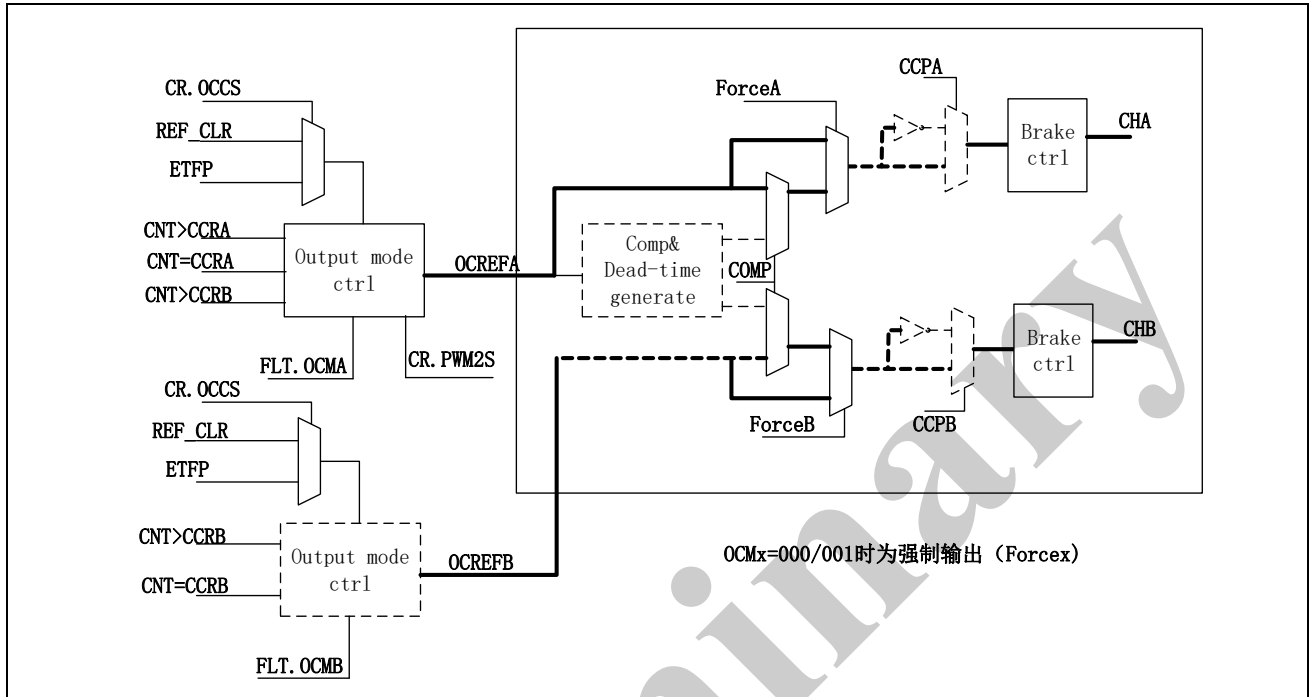 CR.OCCS
REF_CLR
ETFP
CNT>CCRA
CNT=CCRA
CNT>CCRB
Output mode
ctrl
FLT.OCMA
CR.PWM2S
OCREFA
Comp&
Dead-time
generate
COMP
ForceA
CCPA
Brake
ctrl
CHA
CR.OCCS
REF_CLR
ETFP
CNT>CCRB
CNT=CCRB
Output mode
ctrl
FLT.OCMB
OCREFB
ForceB
CCPB
Brake
ctrl
CHB
OCMx=000/001时为强制输出（Forcex）
inary